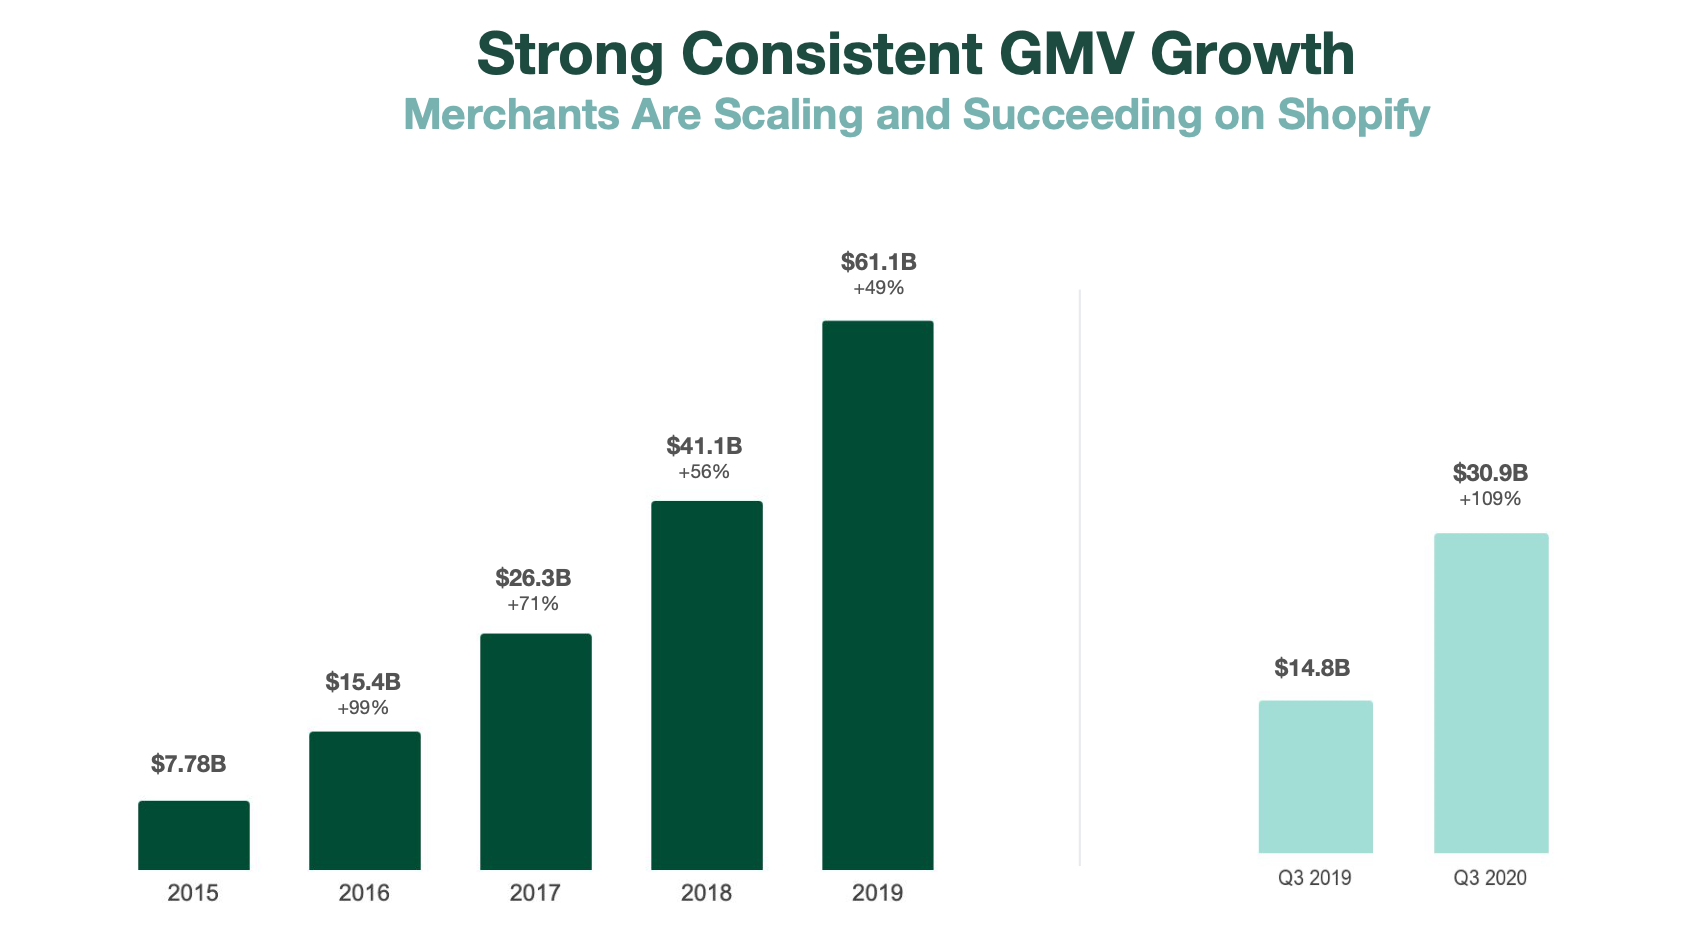 Strong Consistent GMV Growth
Merchants Are Scaling and Succeeding on Shopify
$7.78B
2015
$15.4B
+99%
2016
$26.3B
+71%
2017
$41.1B
+56%
2018
$61.1B
+49%
2019
$14.8B
Q3 2019
$30.9B
+109%
Q3 2020